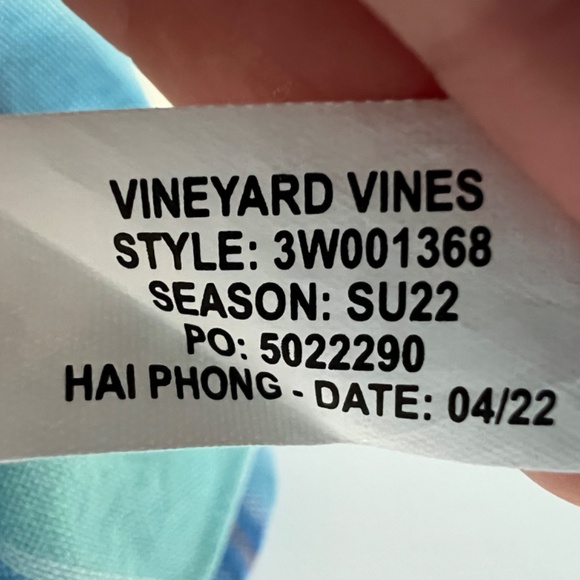 VINEYARD VINES
STYLE: 3W001368
SEASON: SU22
PO: 5022290
HAI PHONG - DATE: 04/22